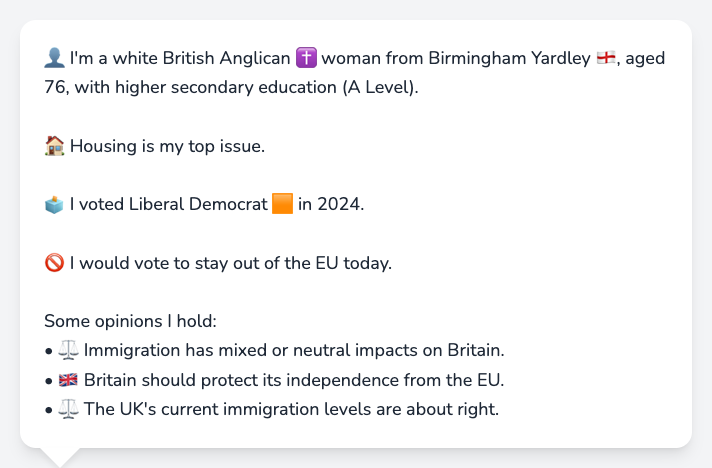 👤 I'm a white British Anglican ✝️ woman from Birmingham Yardley 🏴󠁧󠁢󠁥󠁮󠁧󠁿, aged
76, with higher secondary education (A Level).
🏠 Housing is my top issue.
🗳️ I voted Liberal Democrat 🟧 in 2024.
🚫 I would vote to stay out of the EU today.
Some opinions I hold:
• ⚖️ Immigration has mixed or neutral impacts on Britain.
• 🇬🇧 Britain should protect its independence from the EU.
• ⚖️ The UK's current immigration levels are about right.